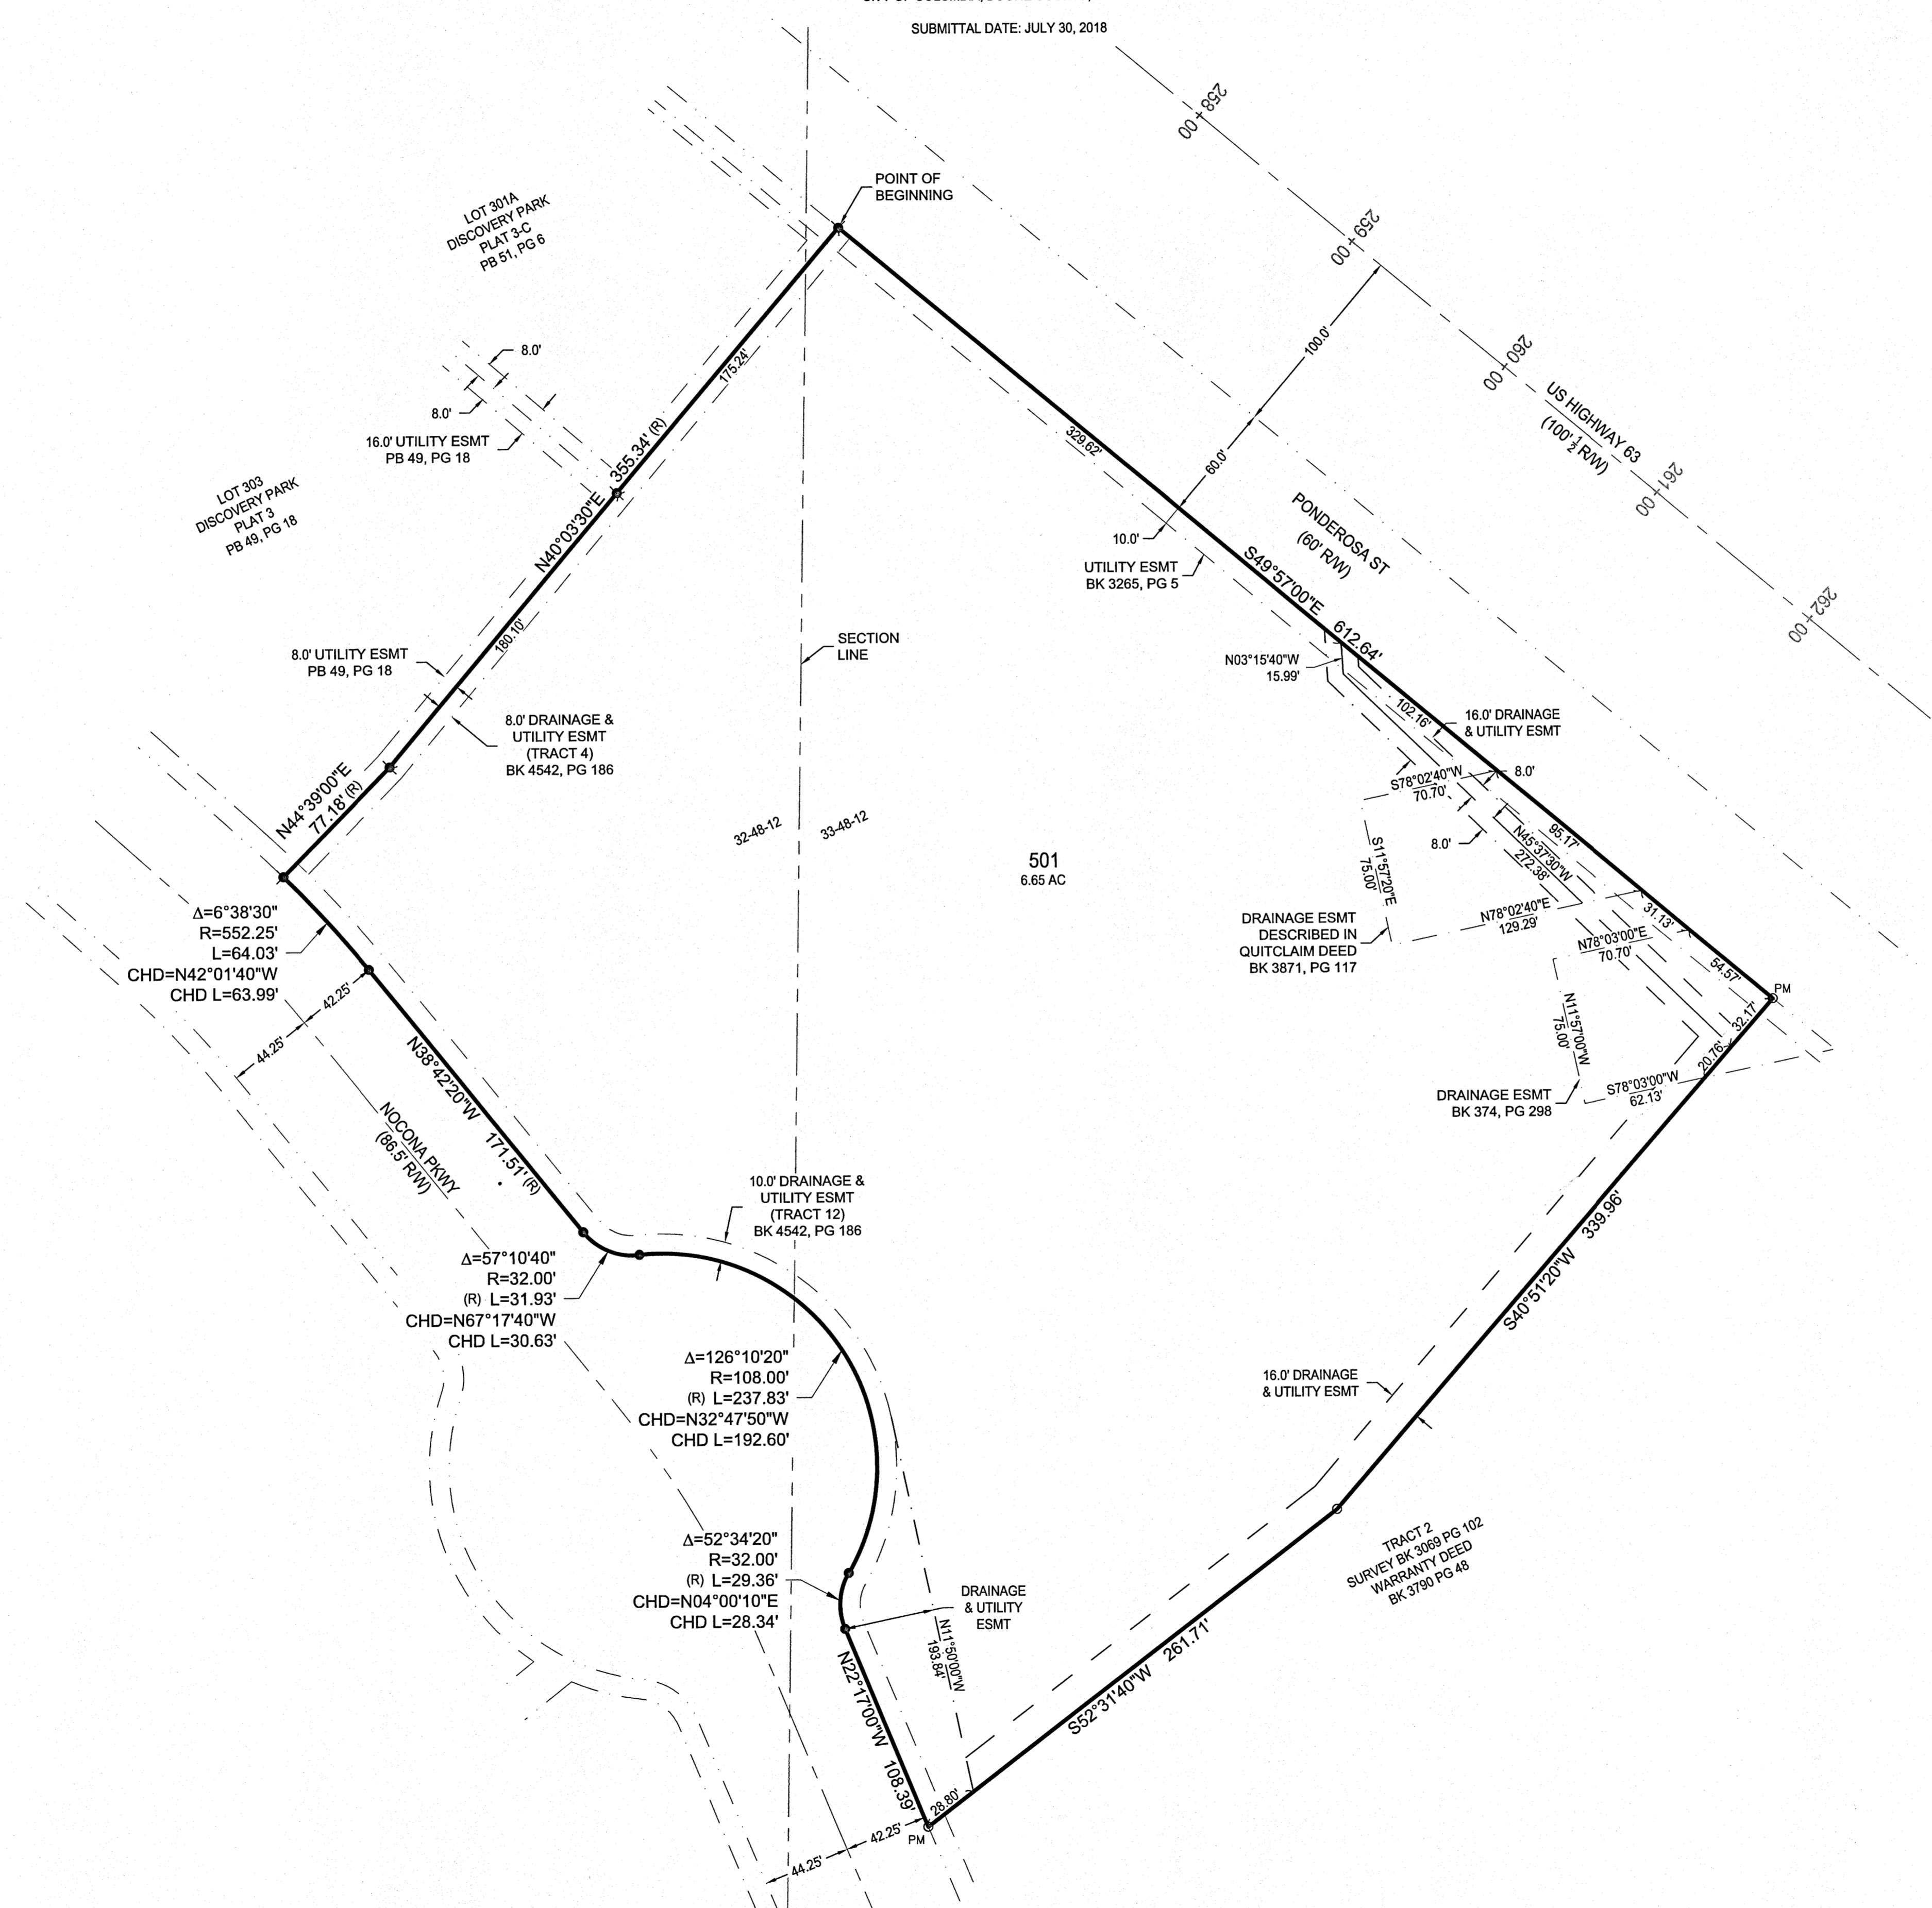 SUBMITTAL DATE: JULY 30, 2018
258+00
259+00
260+00
261+00
262+00
US HIGHWAY 63
(100' ½ R/W)
PONDEROSA ST
(60' R/W)
POINT OF
BEGINNING
LOT 301A
DISCOVERY PARK
PLAT 3-C
PB 51, PG 6
100.0'
60.0'
10.0'
329.62'
175.24'
8.0'
8.0'
16.0' UTILITY ESMT
PB 49, PG 18
355.34' (R)
N40°03'30"E
LOT 303
DISCOVERY PARK
PLAT 3
PB 49, PG 18
UTILITY ESMT
BK 3265, PG 5
S49°57'00"E
612.64'
180.10'
8.0' UTILITY ESMT
PB 49, PG 18
SECTION
LINE
N03°15'40"W
15.99'
102.16'
16.0' DRAINAGE
& UTILITY ESMT
8.0' DRAINAGE &
UTILITY ESMT
(TRACT 4)
BK 4542, PG 186
S78°02'40"W
70.70'
8.0'
8.0'
N45°37'30"W
272.38'
95.17'
N44°39'00"E
77.18' (R)
32-48-12
33-48-12
501
6.65 AC
S11°57'20"E
75.00'
N78°02'40"E
129.29'
31.13'
DRAINAGE ESMT
DESCRIBED IN
QUITCLAIM DEED
BK 3871, PG 117
N78°03'00"E
70.70'
54.57'
PM
32.17'
20.76'
N11°57'00"W
75.00'
S78°03'00"W
62.13'
DRAINAGE ESMT
BK 374, PG 298
Δ=6°38'30"
R=552.25'
L=64.03'
CHD=N42°01'40"W
CHD L=63.99'
42.25'
44.25'
N38°42'20"W
171.51' (R)
NOCONA PKWY
(86.5' R/W)
10.0' DRAINAGE &
UTILITY ESMT
(TRACT 12)
BK 4542, PG 186
Δ=57°10'40"
R=32.00'
(R) L=31.93'
CHD=N67°17'40"W
CHD L=30.63'
S40°51'20"W
339.96'
Δ=126°10'20"
R=108.00'
(R) L=237.83'
CHD=N32°47'50"W
CHD L=192.60'
16.0' DRAINAGE
& UTILITY ESMT
Δ=52°34'20"
R=32.00'
(R) L=29.36'
CHD=N04°00'10"E
CHD L=28.34'
DRAINAGE
& UTILITY
ESMT
TRACT 2
SURVEY BK 3069 PG 102
WARRANTY DEED
BK 3790 PG 48
N11°50'00"W
193.84'
N22°17'00"W
108.39'
S52°31'40"W
261.71'
28.80'
PM
42.25'
44.25'